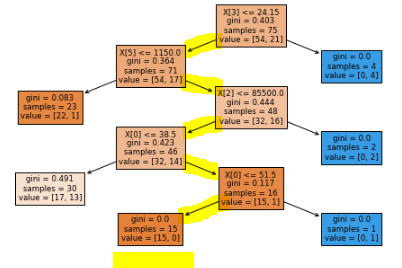 X[3] <= 24.15
gini = 0.403
samples = 75
value = [54, 21]
X[5] <= 1150.0
gini = 0.364
samples = 71
value = [54, 17]
gini = 0.0
samples = 4
value = [0, 4]
gini = 0.083
samples = 23
value = [22, 1]
X[2] <= 85500.0
gini = 0.444
samples = 48
value = [32, 16]
X[0] <= 38.5
gini = 0.423
samples = 46
value = [32, 14]
gini = 0.0
samples = 2
value = [0, 2]
gini = 0.491
samples = 30
value = [17, 13]
X[0] <= 51.5
gini = 0.117
samples = 16
value = [15, 1]
gini = 0.0
samples = 15
value = [15, 0]
gini = 0.0
samples = 1
value = [0, 1]